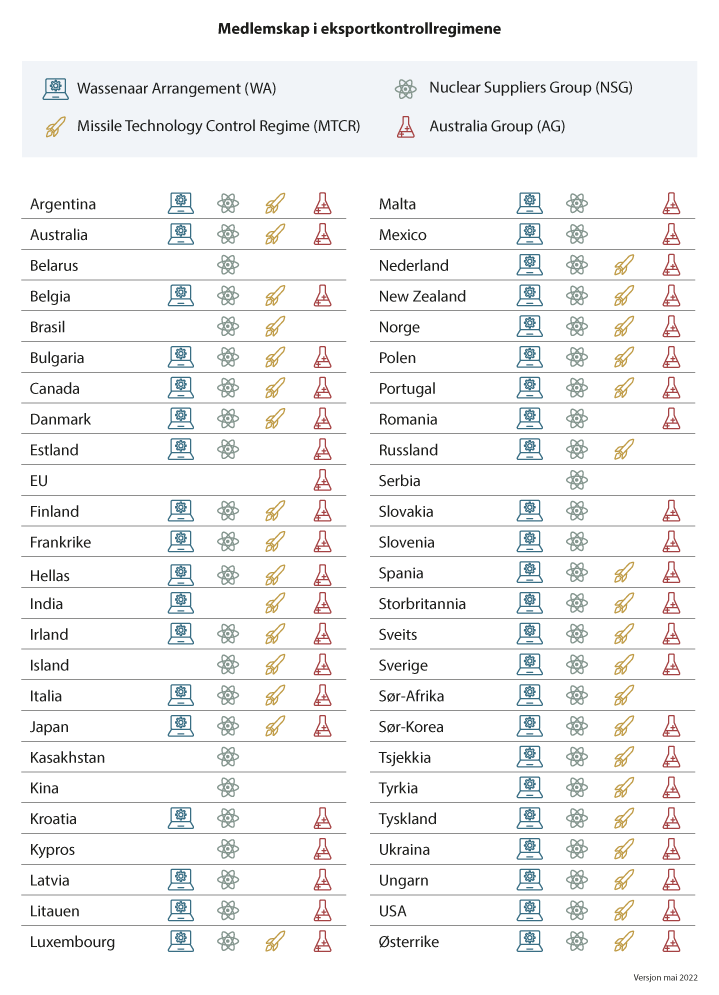 Medlemskap i eksportkontrollregimene
Wassenaar Arrangement (WA)
Nuclear Suppliers Group (NSG)
Missile Technology Control Regime (MTCR)
Australia Group (AG)
Argentina
Australia
Belarus
Belgia
Brasil
Bulgaria
Canada
Danmark
Estland
EU
Finland
Frankrike
Hellas
India
Irland
Island
Italia
Japan
Kasakhstan
Kina
Kroatia
Kypros
Latvia
Litauen
Luxembourg
Malta
Mexico
Nederland
New Zealand
Norge
Polen
Portugal
Romania
Russland
Serbia
Slovakia
Slovenia
Spania
Storbritannia
Sveits
Sverige
Sør-Afrika
Sør-Korea
Tsjekkia
Tyrkia
Tyskland
Ukraina
Ungarn
USA
Østerrike
Versjon mai 2022